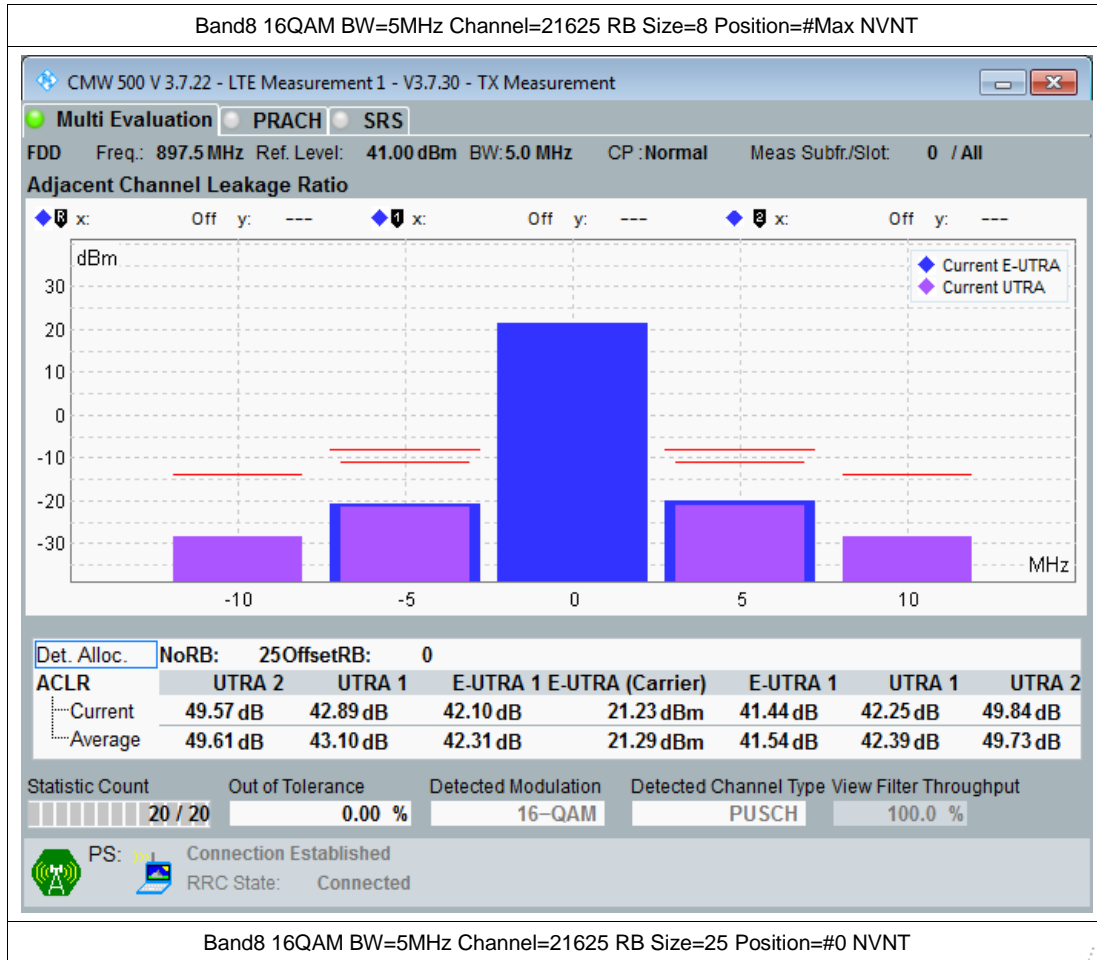 Band8 16QAM BW=5MHz Channel=21625 RB Size=8 Position=#Max NVNT
CMW 500 V 3.7.22 - LTE Measurement 1 - V3.7.30 - TX Measurement
Multi Evaluation PRACH SRS
FDD Freq.: 897.5 MHz Ref. Level: 41.00 dBm BW: 5.0 MHz CP : Normal Meas Subfr./Slot: 0 / All
Adjacent Channel Leakage Ratio
R x: Off y: --- 1 x: Off y: --- 2 x: Off y: ---
dBm
Current E-UTRA
Current UTRA
30
20
10
0
-10
-20
-30
MHz
-10 -5 0 5 10
Det. Alloc. NoRB: 25 OffsetRB: 0
ACLR UTRA 2 UTRA 1 E-UTRA 1 E-UTRA (Carrier) E-UTRA 1 UTRA 1 UTRA 2
Current 49.57 dB 42.89 dB 42.10 dB 21.23 dBm 41.44 dB 42.25 dB 49.84 dB
Average 49.61 dB 43.10 dB 42.31 dB 21.29 dBm 41.54 dB 42.39 dB 49.73 dB
Statistic Count Out of Tolerance Detected Modulation Detected Channel Type View Filter Throughput
20 / 20 0.00 % 16-QAM PUSCH 100.0 %
PS: Connection Established
RRC State: Connected
Band8 16QAM BW=5MHz Channel=21625 RB Size=25 Position=#0 NVNT